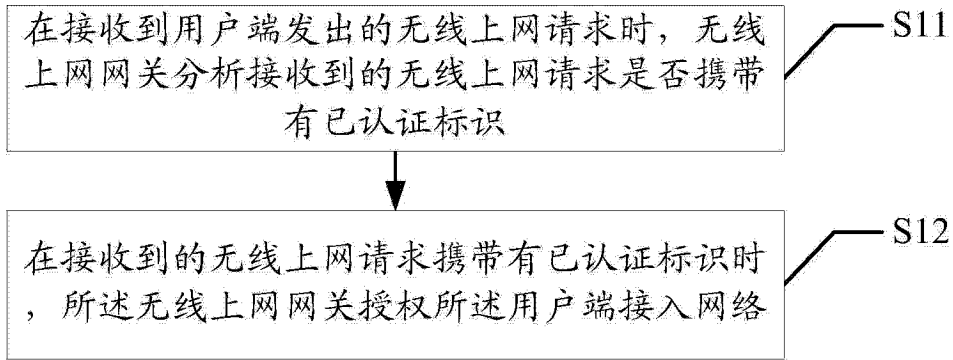 在接收到用户端发出的无线上网请求时，无线
上网网关分析接收到的无线上网请求是否携带
有已认证标识
S11
在接收到的无线上网请求携带有已认证标识时
，所述无线上网网关授权所述用户端接入网络
S12